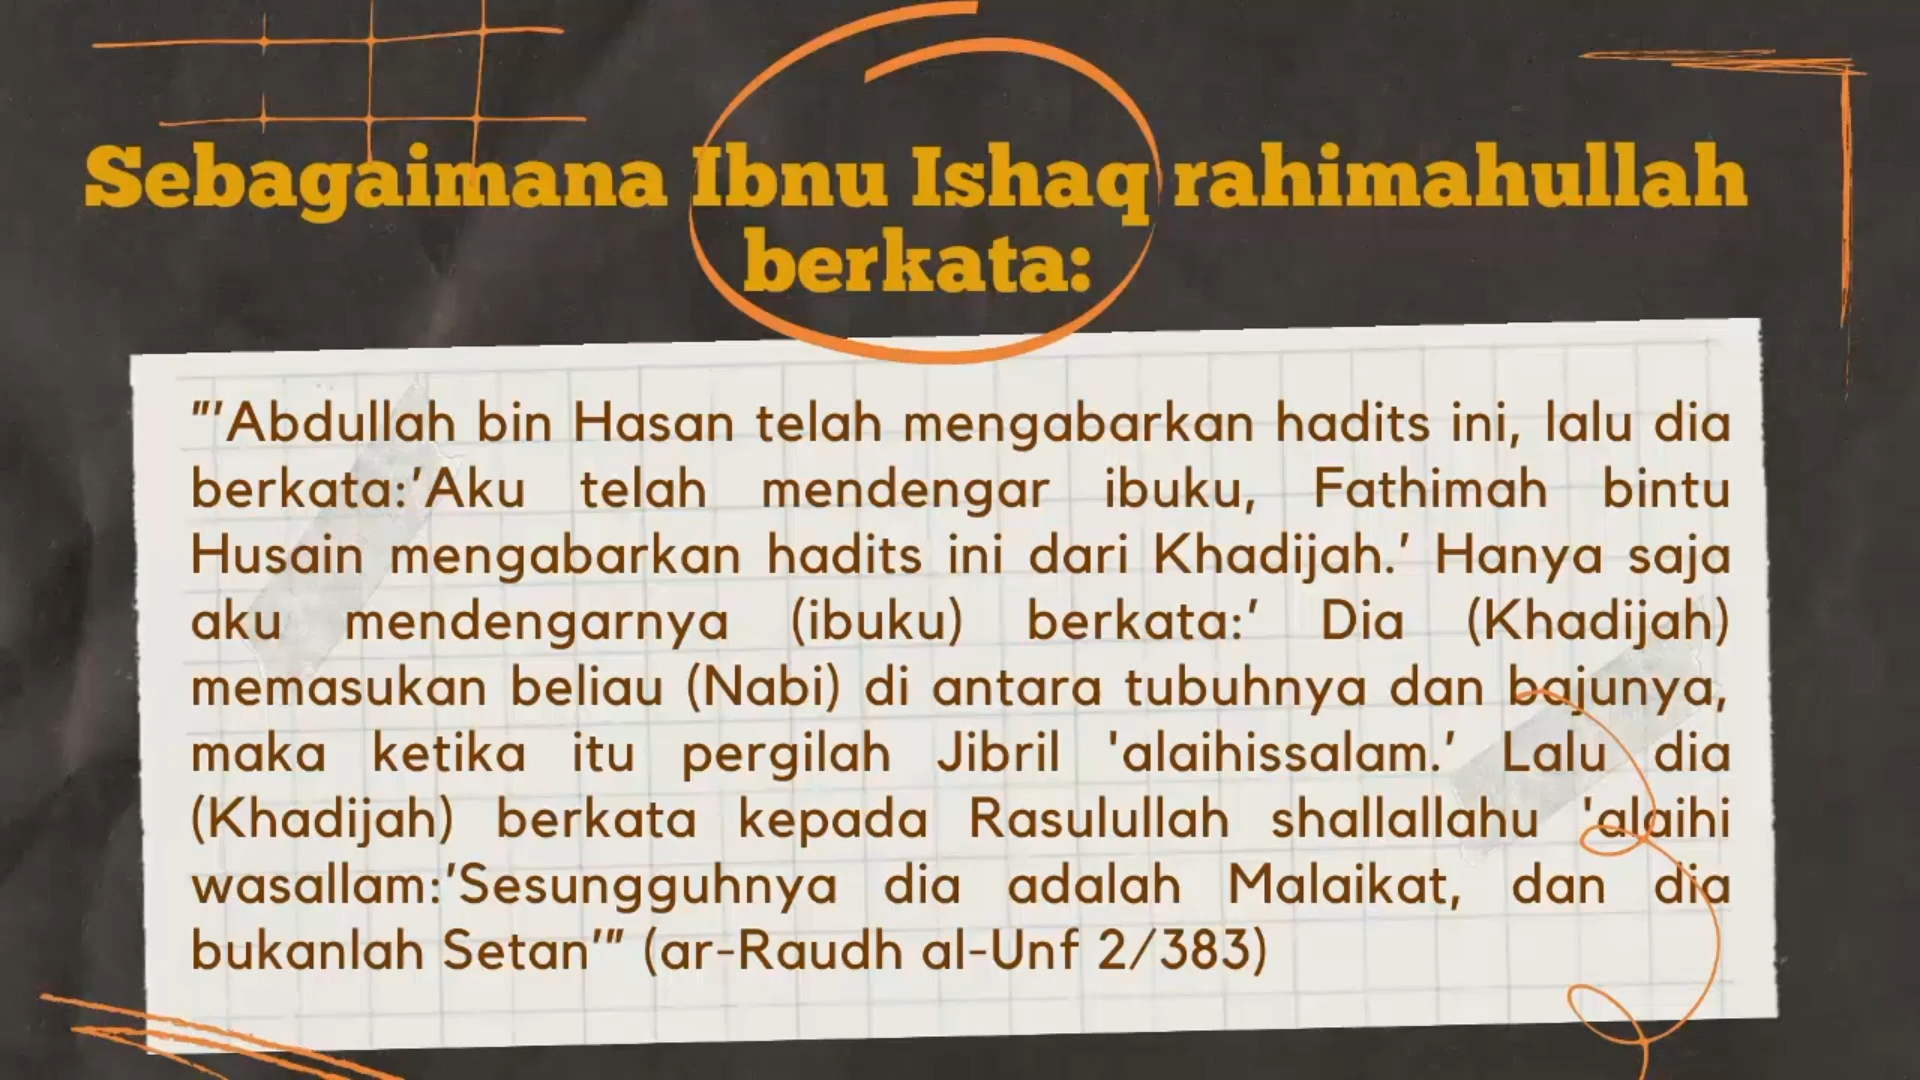 Sebagaimana Ibnu Ishaq rahimahullah
berkata:
"'Abdullah bin Hasan telah mengabarkan hadits ini, lalu dia
berkata:'Aku telah mendengar ibuku, Fathimah bintu
Husain mengabarkan hadits ini dari Khadijah.' Hanya saja
aku mendengarnya (ibuku) berkata:' Dia (Khadijah)
memasukan beliau (Nabi) di antara tubuhnya dan bajunya,
maka ketika itu pergilah Jibril 'alaihissalam.' Lalu dia
(Khadijah) berkata kepada Rasulullah shallallahu 'alaihi
wasallam:'Sesungguhnya dia adalah Malaikat, dan dia
bukanlah Setan'" (ar-Raudh al-Unf 2/383)